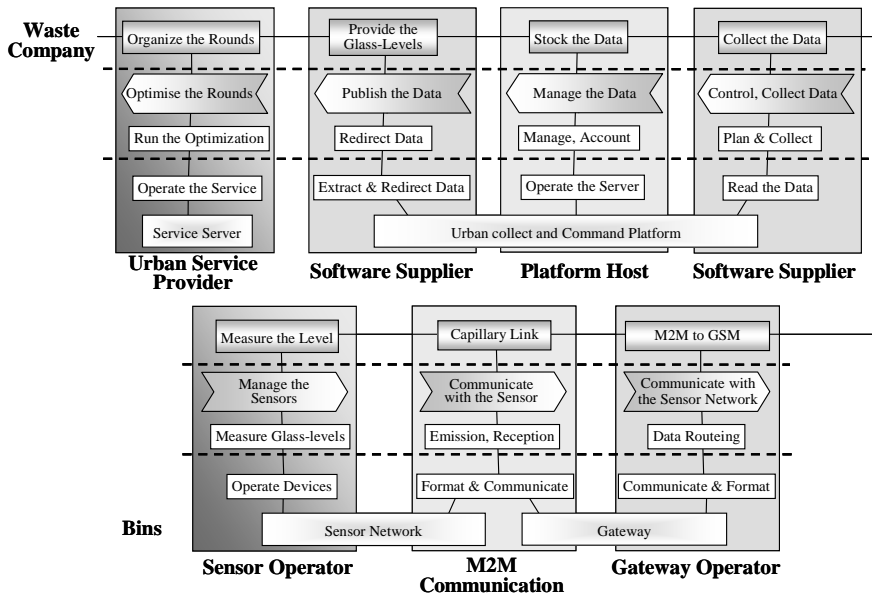 Waste
Company
Organize the Rounds
Provide the
Glass-Levels
Stock the Data
Collect the Data
Optimise the Rounds
Publish the Data
Manage the Data
Control, Collect Data
Run the Optimization
Redirect Data
Manage, Account
Plan & Collect
Operate the Service
Extract & Redirect Data
Operate the Server
Read the Data
Service Server
Urban collect and Command Platform
Urban Service
Provider
Software Supplier
Platform Host
Software Supplier
Measure the Level
Capillary Link
M2M to GSM
Manage the
Sensors
Communicate
with the Sensor
Communicate with
the Sensor Network
Measure Glass-levels
Emission, Reception
Data Routeing
Operate Devices
Format & Communicate
Communicate & Format
Bins
Sensor Network
Gateway
Sensor Operator
M2M
Communication
Gateway Operator